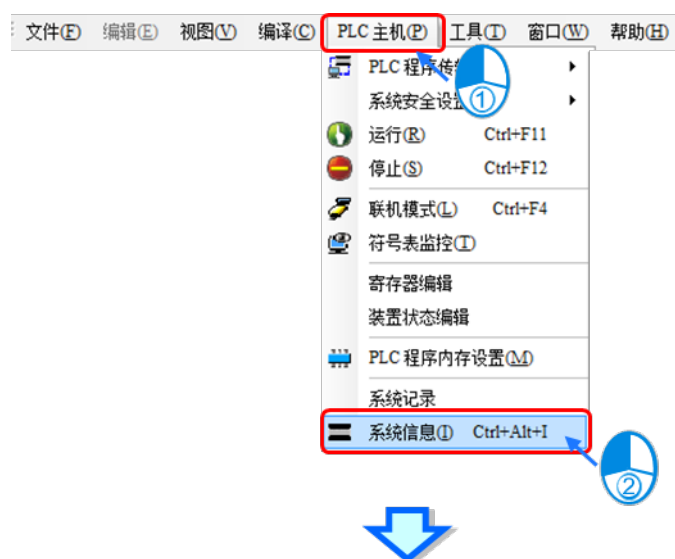 文件(F) 编辑(E) 视图(V) 编译(C) PLC 主机(P) 工具(T) 窗口(W) 帮助(H)
PLC 程序传
系统安全设
①
运行(R) Ctrl+F11
停止(S) Ctrl+F12
联机模式(L) Ctrl+F4
符号表监控(T)
寄存器编辑
装置状态编辑
PLC 程序内存设置(M)
系统记录
系统信息(I) Ctrl+Alt+I
②